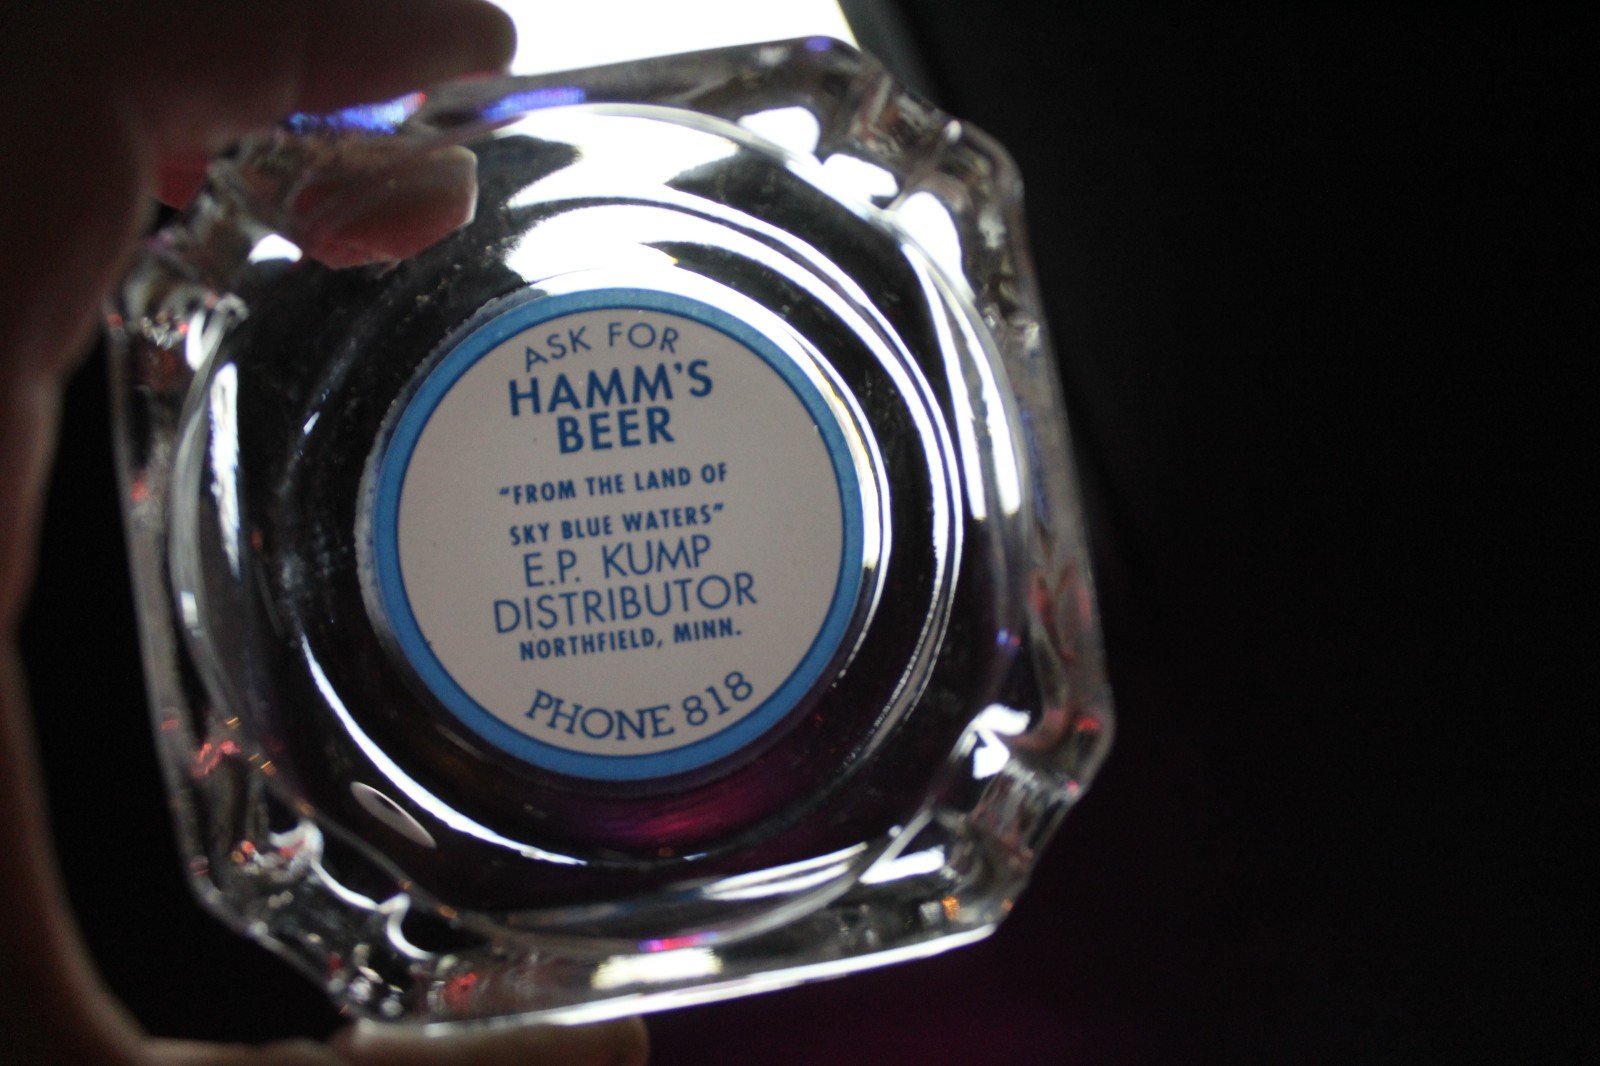 ASK FOR
HAMM'S
BEER
"FROM THE LAND OF
SKY BLUE WATERS"
E.P. KUMP
DISTRIBUTOR
NORTHFIELD, MINN.
PHONE 818